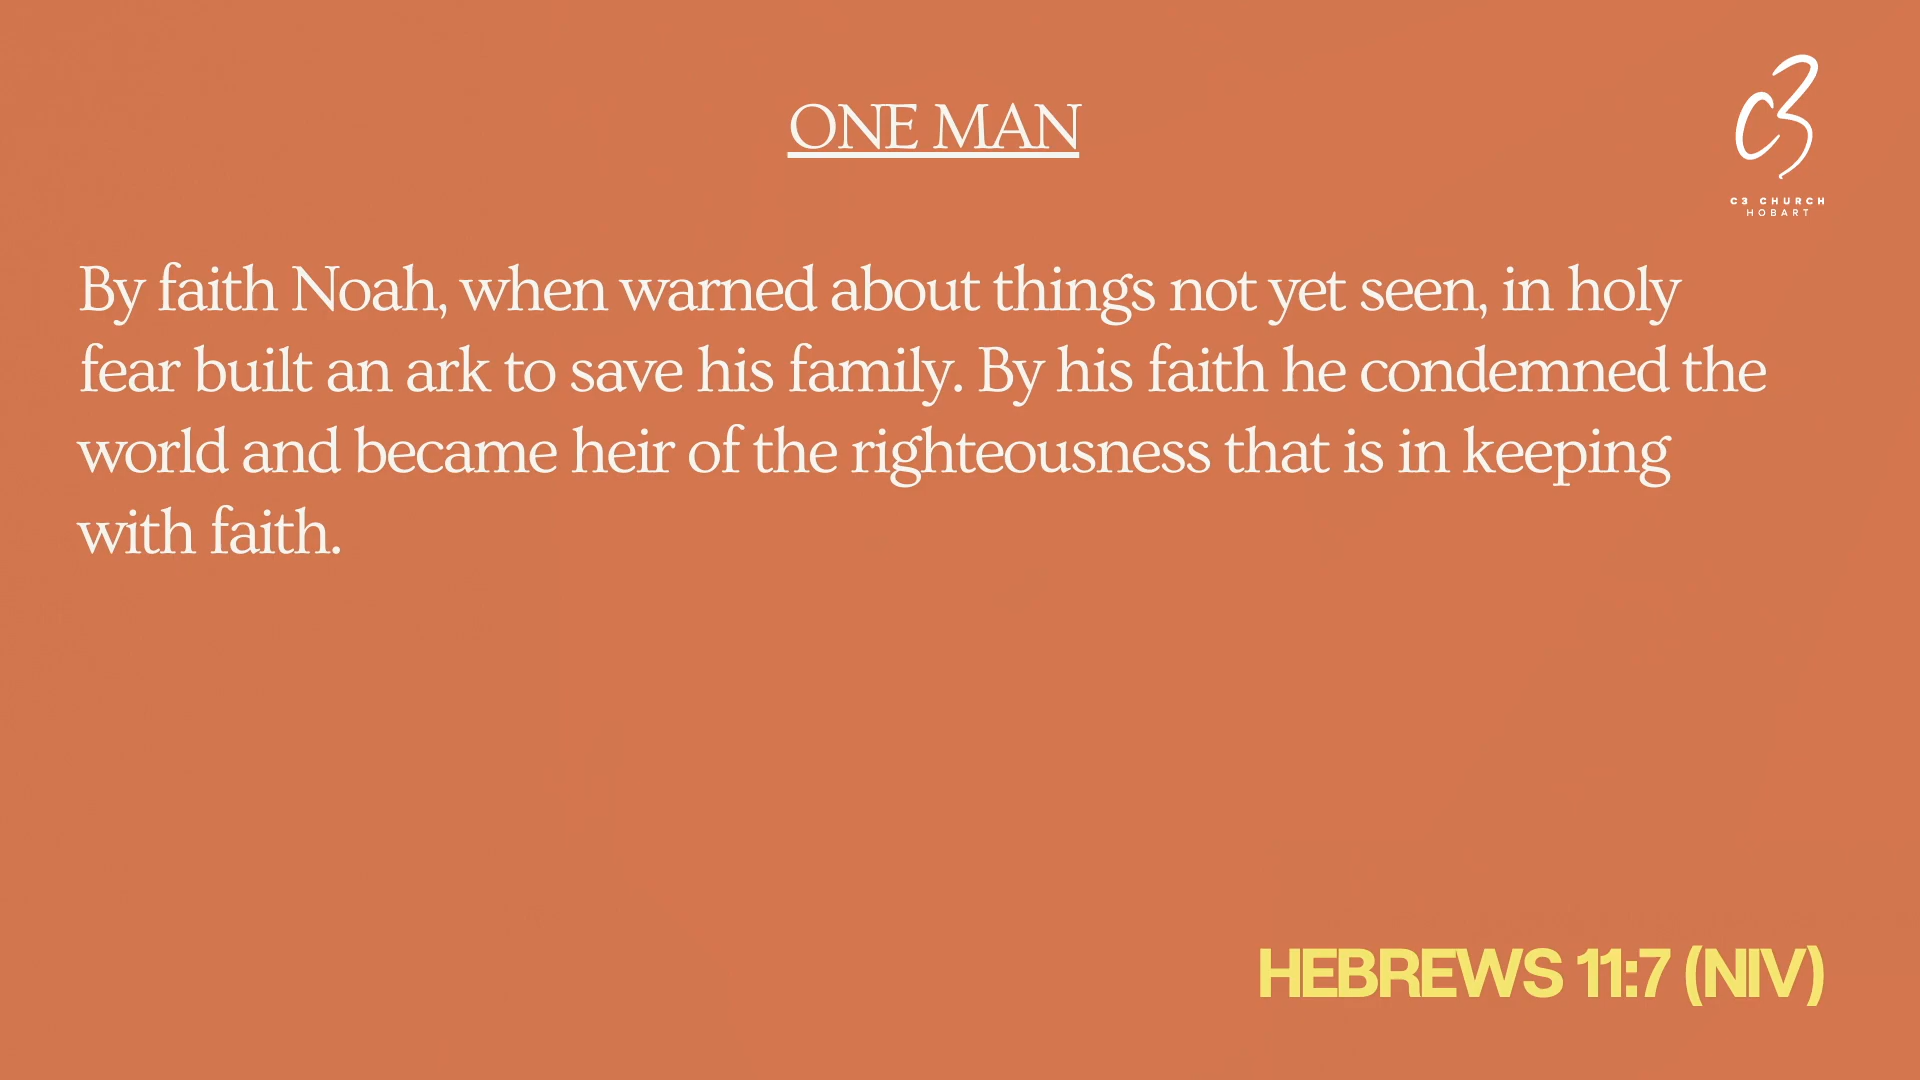 ONE MAN
C3
C3 CHURCH
HOBART
By faith Noah, when warned about things not yet seen, in holy
fear built an ark to save his family. By his faith he condemned the
world and became heir of the righteousness that is in keeping
with faith.
HEBREWS 11:7 (NIV)